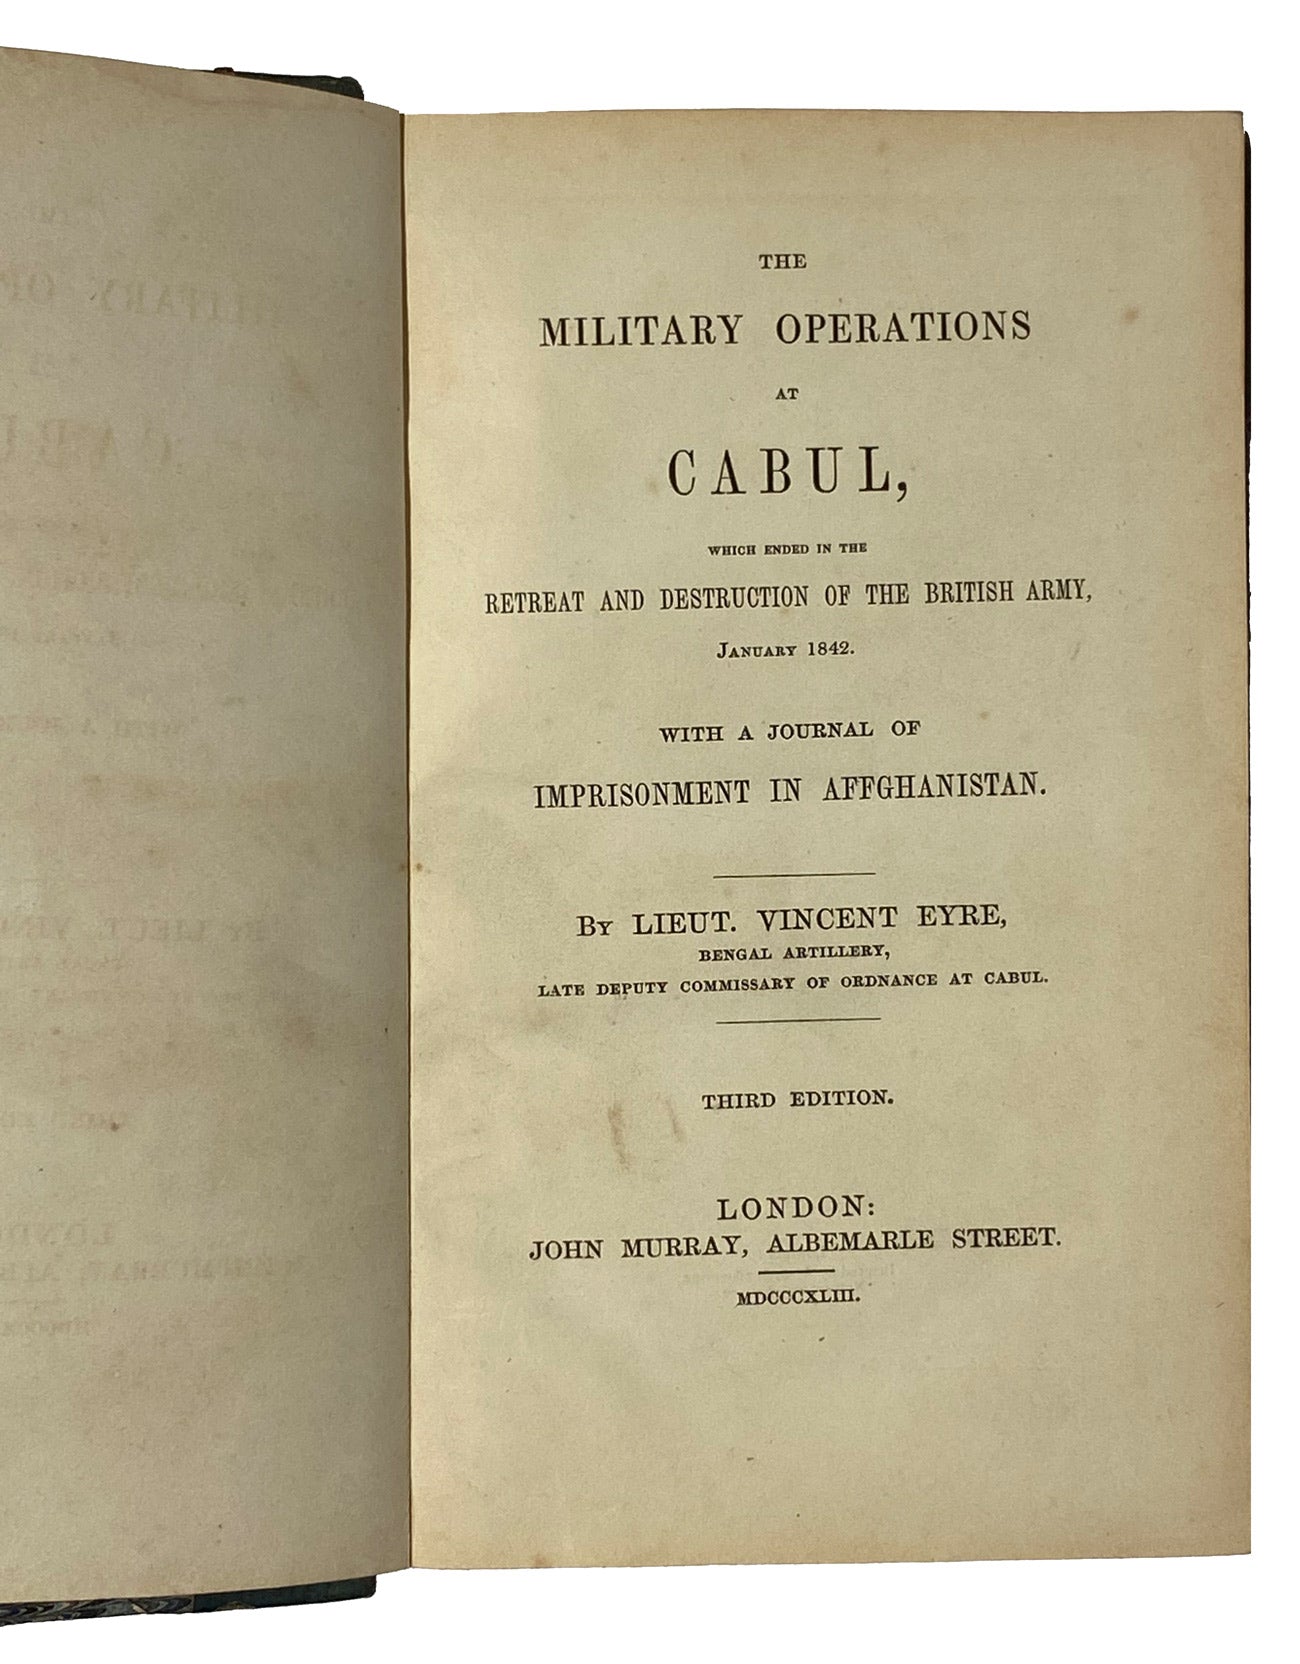 THE
MILITARY OPERATIONS
AT
CABUL,
WHICH ENDED IN THE
RETREAT AND DESTRUCTION OF THE BRITISH ARMY,
JANUARY 1842.
WITH A JOURNAL OF
IMPRISONMENT IN AFFGHANISTAN.
BY LIEUT. VINCENT EYRE,
BENGAL ARTILLERY,
LATE DEPUTY COMMISSARY OF ORDNANCE AT CABUL.
THIRD EDITION.
LONDON:
JOHN MURRAY, ALBEMARLE STREET.
MDCCCXLIII.